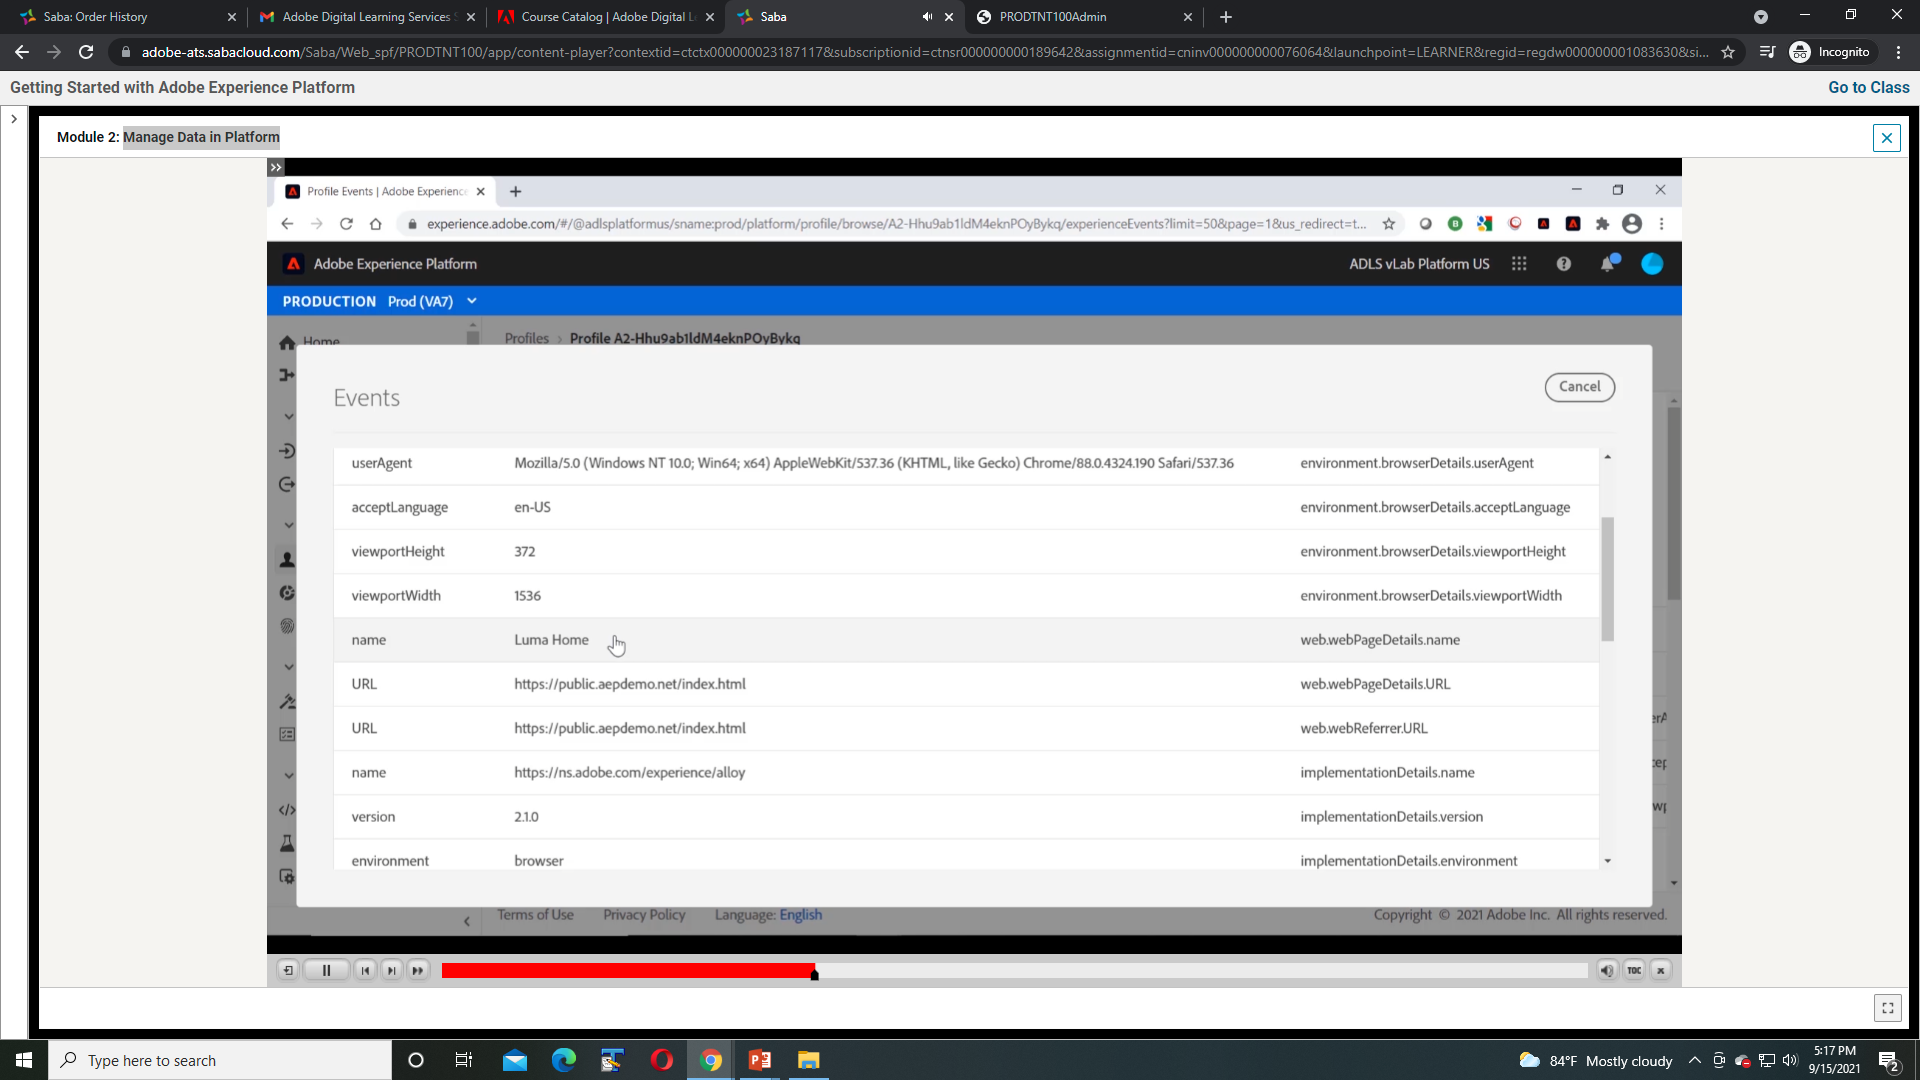 Saba: Order History
Adobe Digital Learning Services S
Course Catalog | Adobe Digital L
Saba
PRODTNT100Admin
adobe-ats.sabacloud.com/Saba/Web_spf/PRODTNT100/app/content-player?contextid=ctctx000000023187117&subscriptionid=ctnsr000000000189642&assignmentid=cninv000000000076064&launchpoint=LEARNER&regid=regdw000000001083630&si...
Incognito
Getting Started with Adobe Experience Platform
Go to Class
Module 2: Manage Data in Platform
Profile Events | Adobe Experience
experience.adobe.com/#/@adlsplatformus/sname:prod/platform/profile/browse/A2-Hhu9ab1ldM4eknPOyBykq/experienceEvents?limit=50&page=1&us_redirect=t...
Adobe Experience Platform
ADLS vLab Platform US
PRODUCTION Prod (VA7)
Home
Profiles › Profile A2-Hhu9ab1ldM4eknPOyBykq
Events
Cancel
userAgent Mozilla/5.0 (Windows NT 10.0; Win64; x64) AppleWebKit/537.36 (KHTML, like Gecko) Chrome/88.0.4324.190 Safari/537.36 environment.browserDetails.userAgent
acceptLanguage en-US environment.browserDetails.acceptLanguage
viewportHeight 372 environment.browserDetails.viewportHeight
viewportWidth 1536 environment.browserDetails.viewportWidth
name Luma Home web.webPageDetails.name
URL https://public.aepdemo.net/index.html web.webPageDetails.URL
URL https://public.aepdemo.net/index.html web.webReferrer.URL
name https://ns.adobe.com/experience/alloy implementationDetails.name
version 2.1.0 implementationDetails.version
environment browser implementationDetails.environment
Terms of Use Privacy Policy Language: English
Copyright © 2021 Adobe Inc. All rights reserved.
TOC
Type here to search
84°F Mostly cloudy
5:17 PM
9/15/2021
2